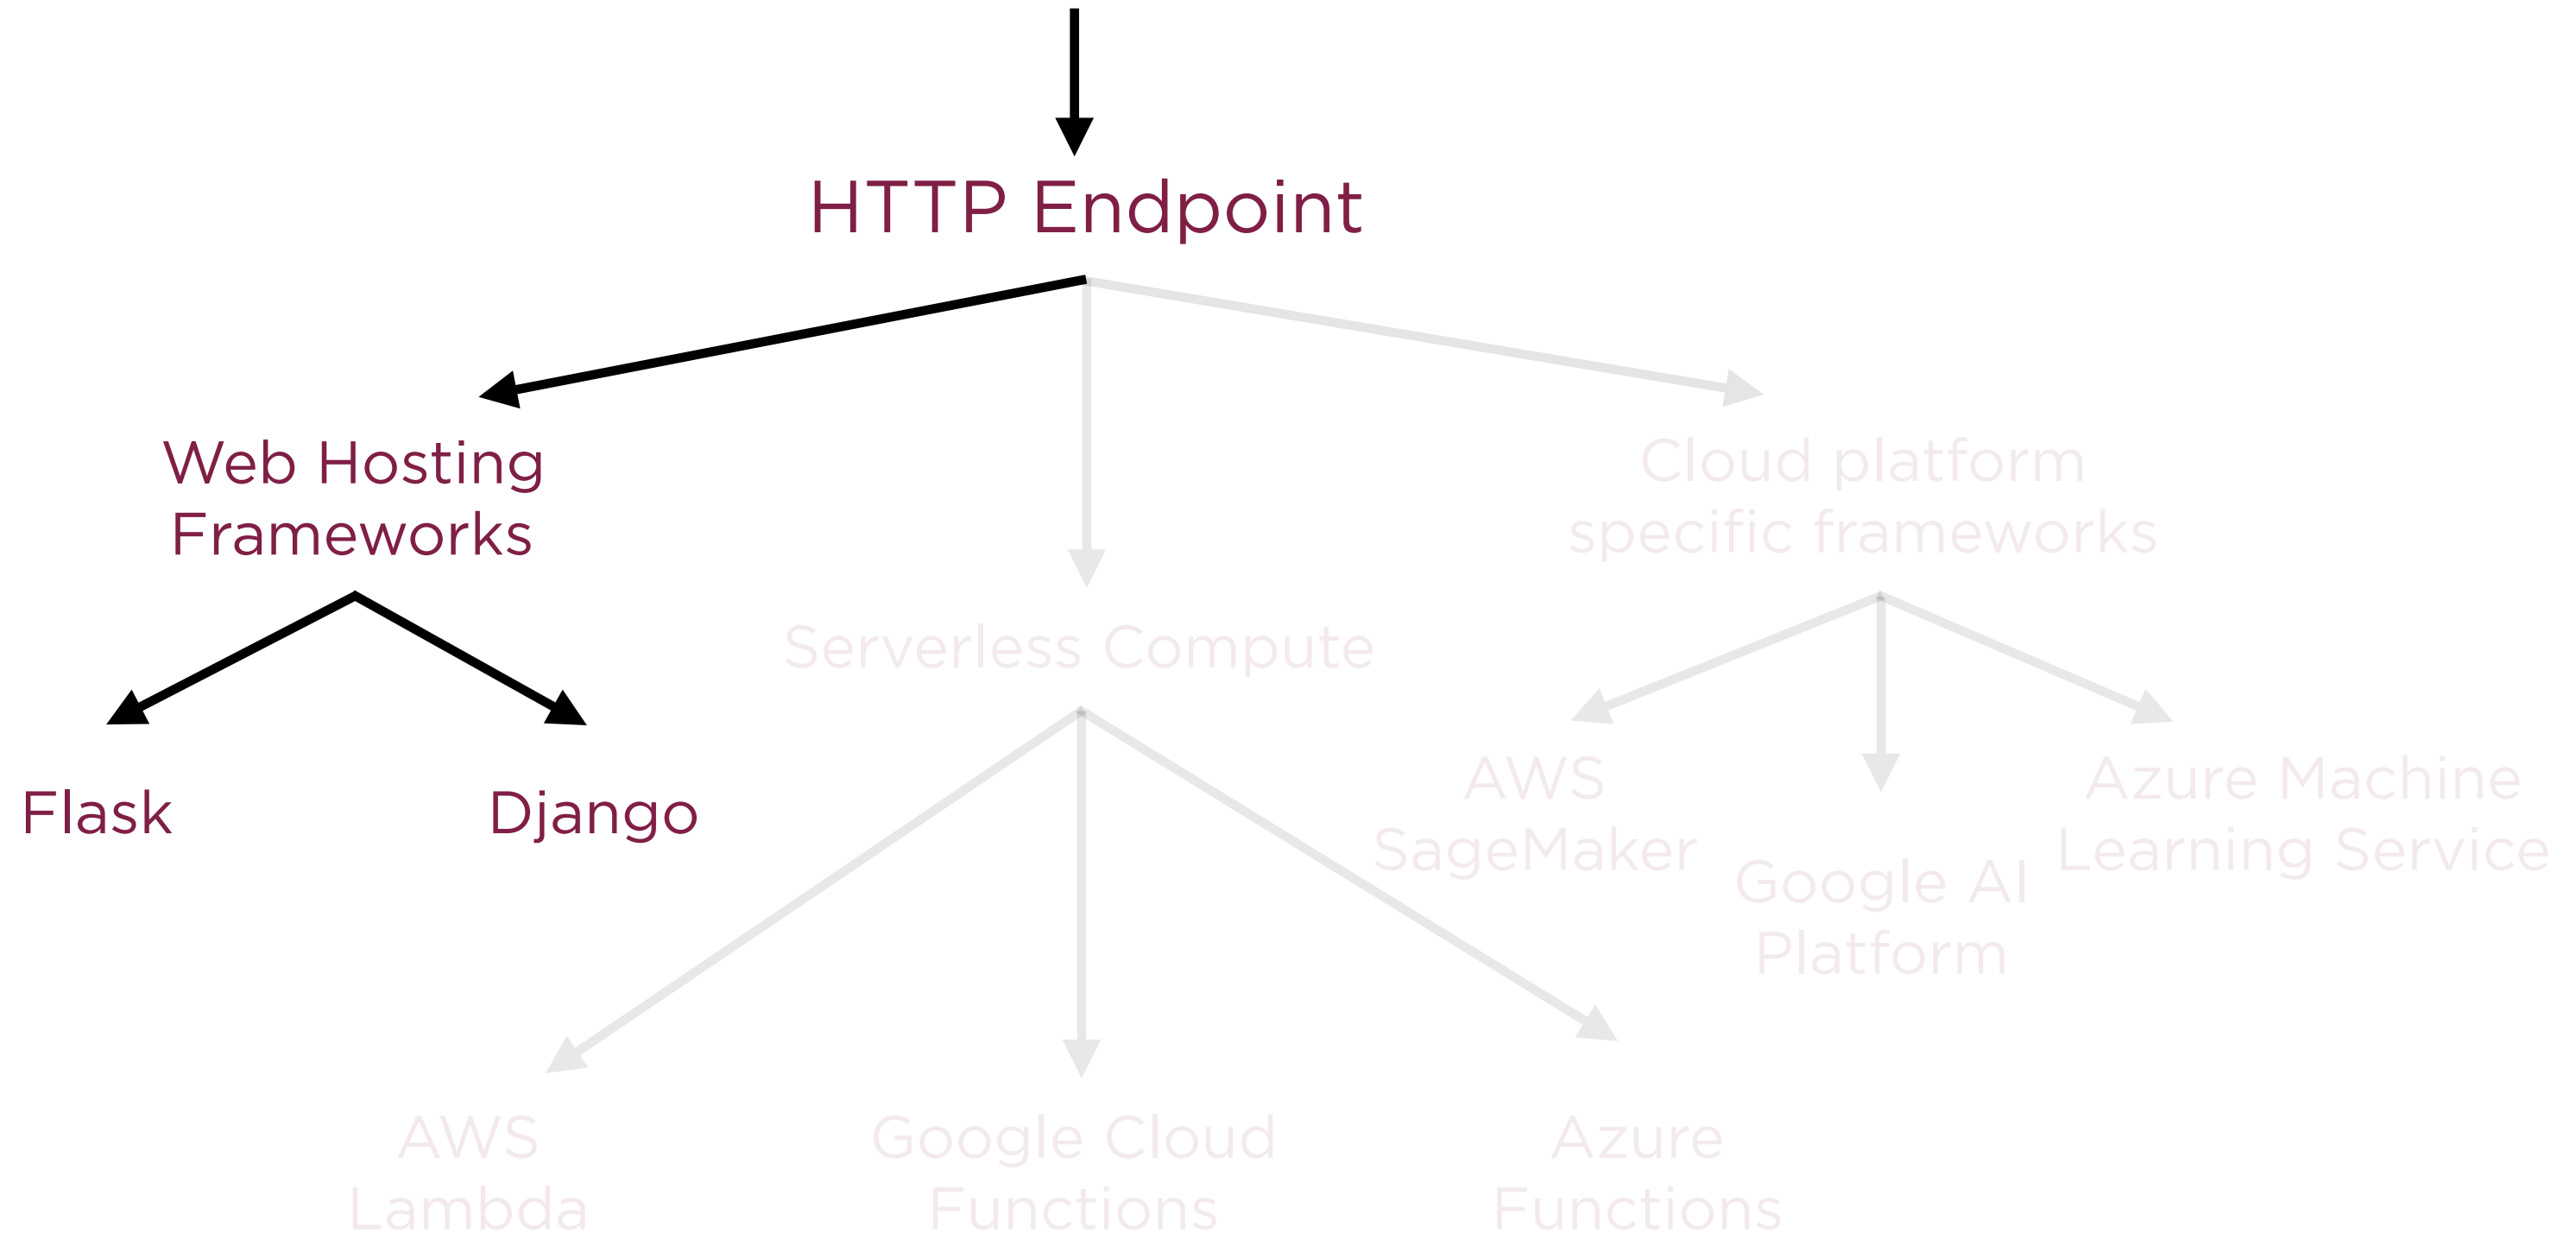 HTTP Endpoint
Web Hosting
Frameworks
Flask
Django
Serverless Compute
AWS
Lambda
Google Cloud
Functions
Azure
Functions
Cloud platform
specific frameworks
AWS
SageMaker
Google AI
Platform
Azure Machine
Learning Service